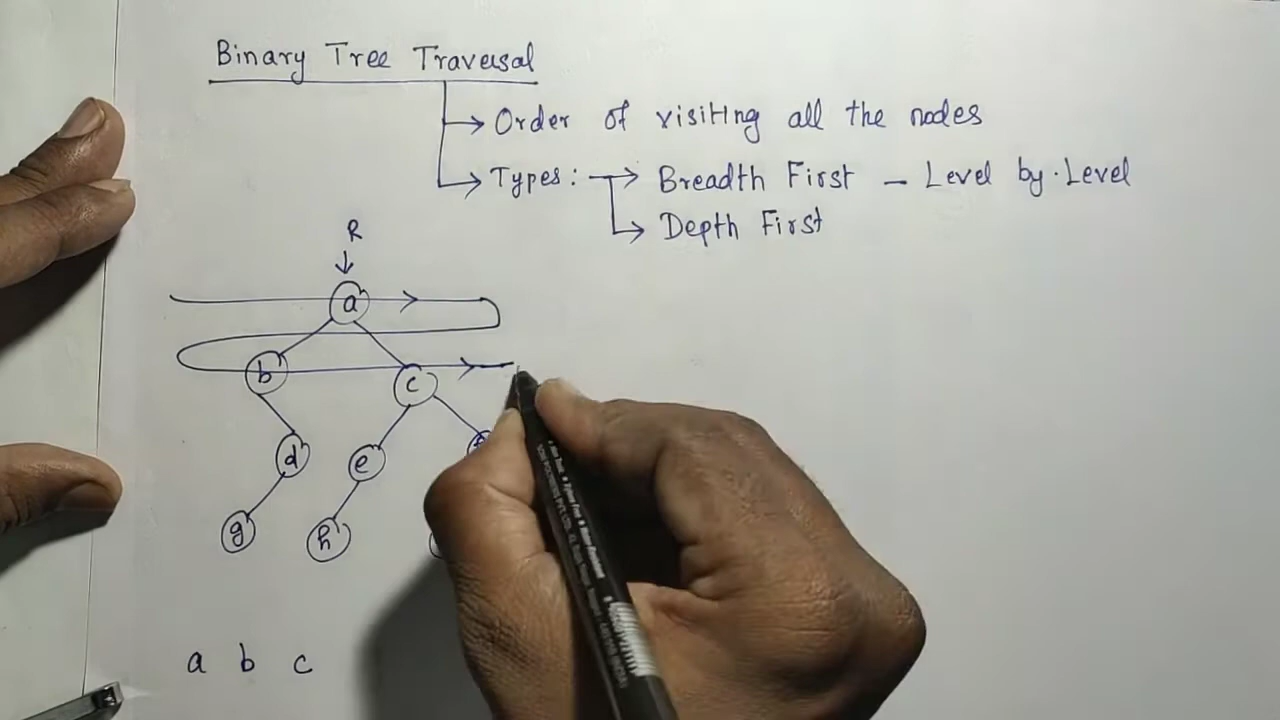 Binary Tree Traversal
Order of visiting all the nodes
Types: Breadth First - Level by Level
Depth First
R
a
b c
d e
g h
a b c